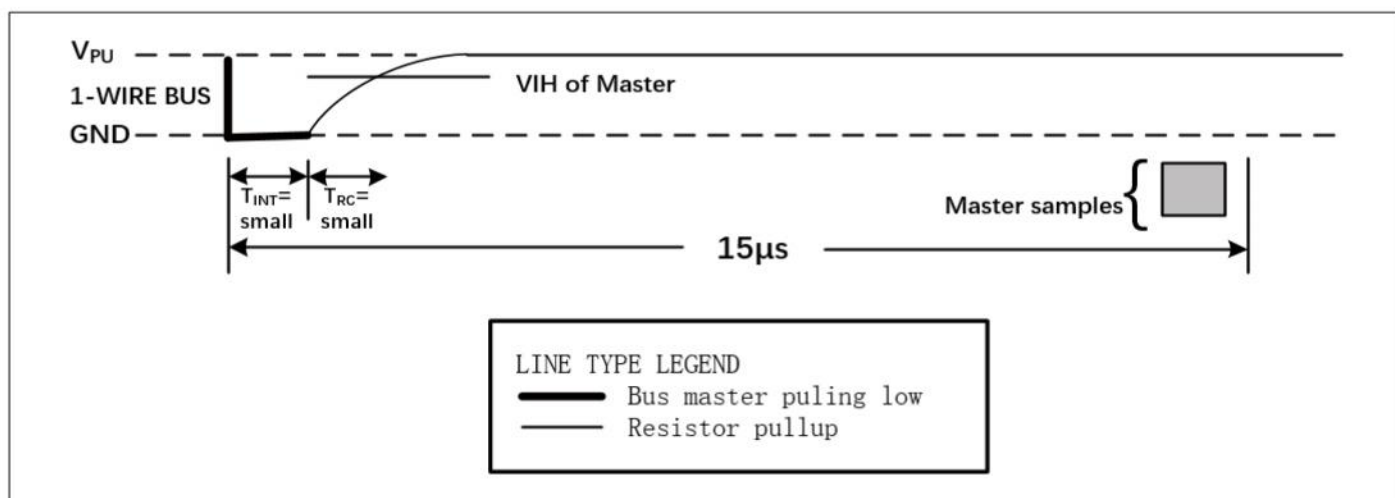 VPU
1-WIRE BUS
VIH of Master
GND
TINT=
small
TRC=
small
Master samples
15μs
LINE TYPE LEGEND
Bus master puling low
Resistor pullup